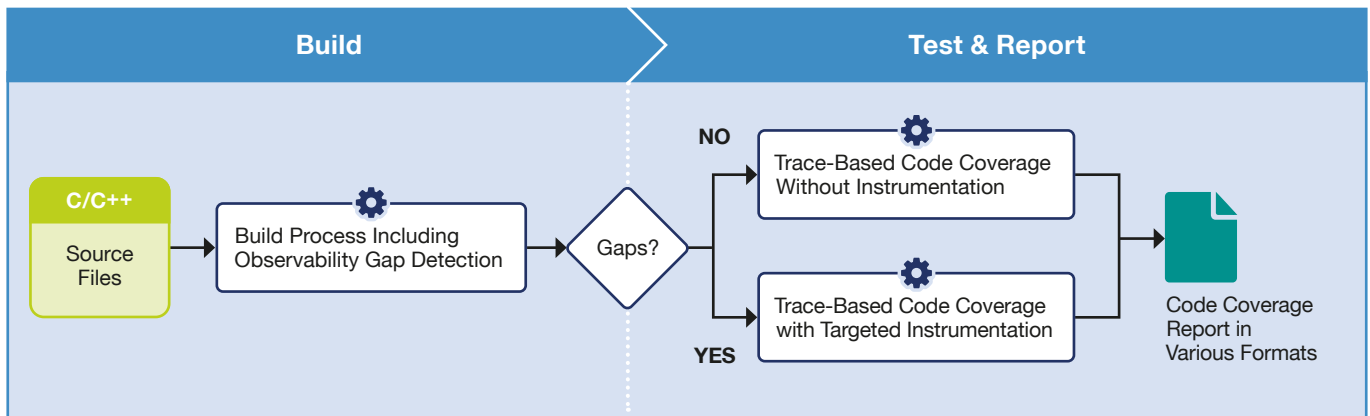 Build
Test & Report
C/C++
Source
Files
Build Process Including
Observability Gap Detection
Gaps?
NO
Trace-Based Code Coverage
Without Instrumentation
YES
Trace-Based Code Coverage
with Targeted Instrumentation
Code Coverage
Report in
Various Formats